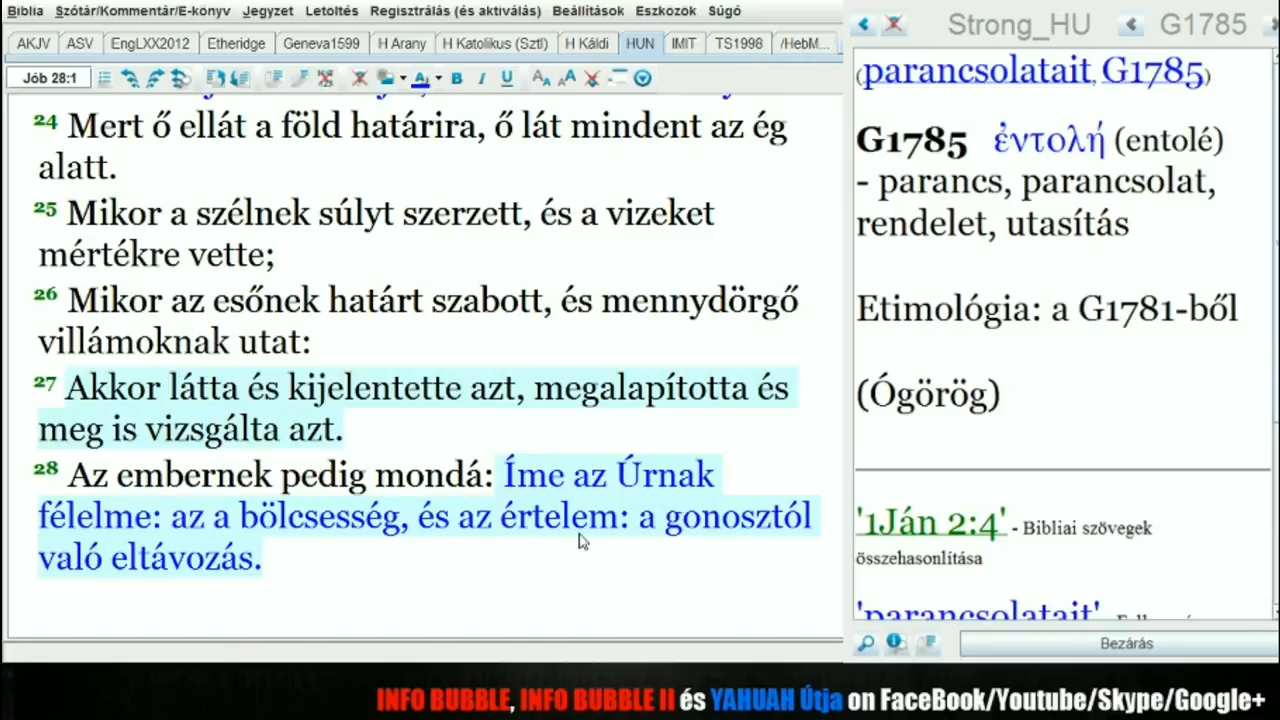 Biblia Szótár/Kommentár/E-könyv Jegyzet Letoltés Regisztrálás (és aktiválás) Beállítások Eszkozök Súgó
AKJV ASV EngLXX2012 Etheridge Geneva1599 H Arany H Katolikus (Sztl) H Káldi HUN IMIT TS1998 /HebM...
Jób 28:1
24 Mert ő ellát a föld határira, ő lát mindent az ég
alatt.
25 Mikor a szélnek súlyt szerzett, és a vizeket
mértékre vette;
26 Mikor az esőnek határt szabott, és mennydörgő
villámoknak utat:
27 Akkor látta és kijelentette azt, megalapította és
meg is vizsgálta azt.
28 Az embernek pedig mondá: Íme az Úrnak
félelme: az a bölcsesség, és az értelem: a gonosztól
való eltávozás.
Strong_HU G1785
(parancsolatait, G1785)
G1785 ἐντολή (entolé)
- parancs, parancsolat,
rendelet, utasítás
Etimológia: a G1781-ből
(Ógörög)
'1Ján 2:4' - Bibliai szövegek
összehasonlítása
'parancsolatait' -
Bezárás
INFO BUBBLE, INFO BUBBLE II és YAHUAH Útja on FaceBook/Youtube/Skype/Google+